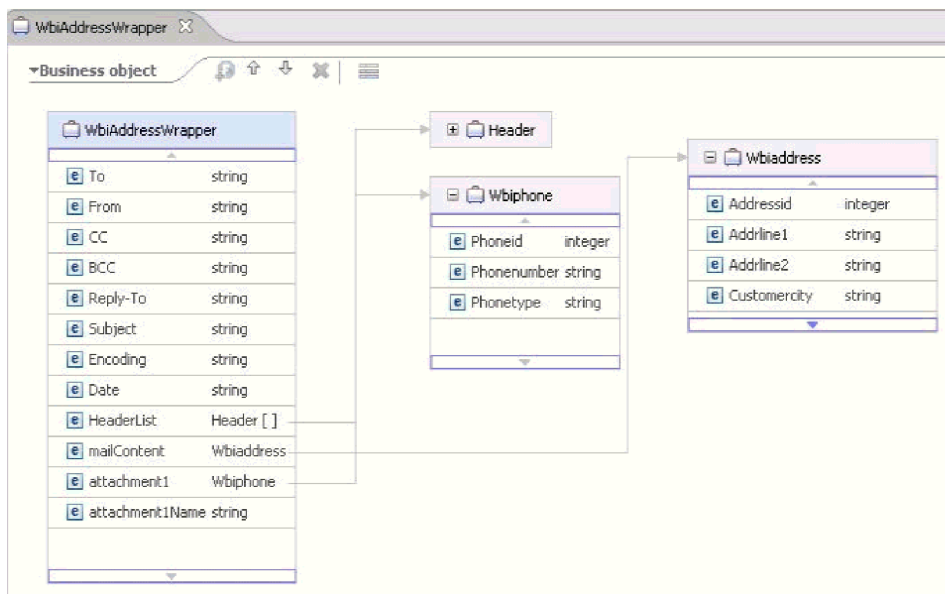 WbiAddressWrapper
Business object
WbiAddressWrapper
To string
From string
CC string
BCC string
Reply-To string
Subject string
Encoding string
Date string
HeaderList Header [ ]
mailContent Wbiaddress
attachment1 Wbiphone
attachment1Name string
Header
Wbiphone
Phoneid integer
Phonenumber string
Phonetype string
Wbiaddress
Addressid integer
Addrline1 string
Addrline2 string
Customercity string